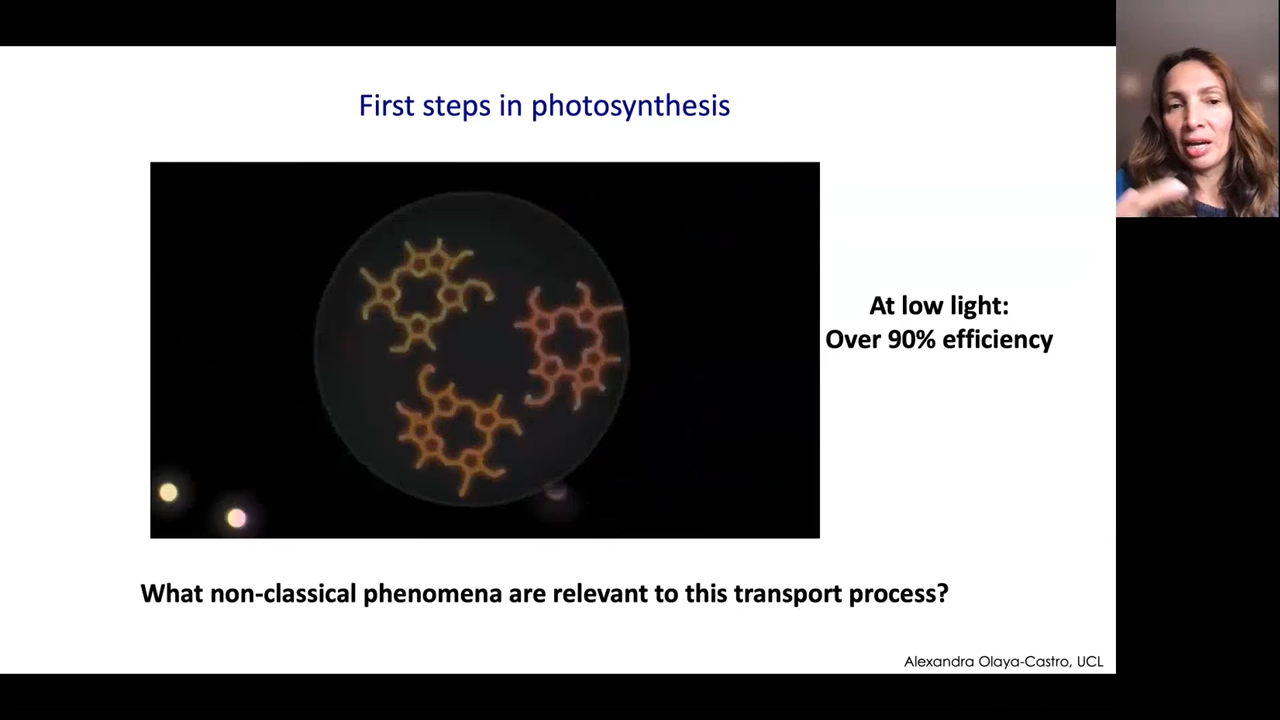 First steps in photosynthesis
At low light:
Over 90% efficiency
What non-classical phenomena are relevant to this transport process?
Alexandra Olaya-Castro, UCL